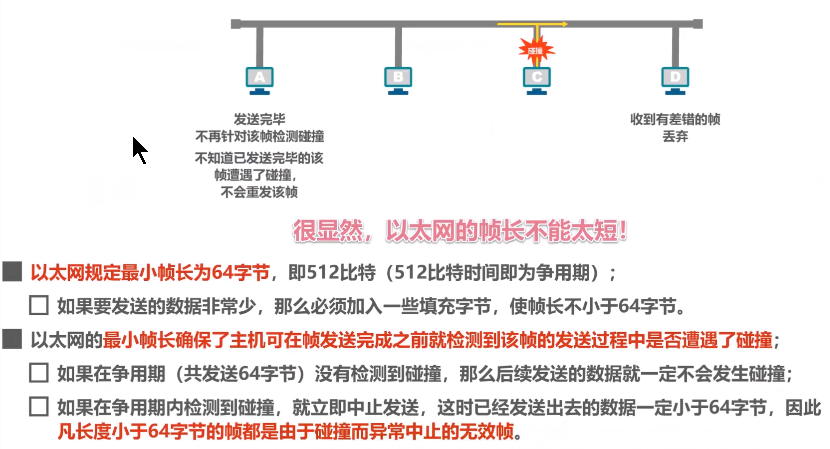 碰撞
A
B
C
D
发送完毕
不再针对该帧检测碰撞
不知道已发送完毕的该
帧遭遇了碰撞，
不会重发该帧
收到有差错的帧
丢弃
很显然，以太网的帧长不能太短！
以太网规定最小帧长为64字节，即512比特（512比特时间即为争用期）；
如果要发送的数据非常少，那么必须加入一些填充字节，使帧长不小于64字节。
以太网的最小帧长确保了主机可在帧发送完成之前就检测到该帧的发送过程中是否遭遇了碰撞；
如果在争用期（共发送64字节）没有检测到碰撞，那么后续发送的数据就一定不会发生碰撞；
如果在争用期内检测到碰撞，就立即中止发送，这时已经发送出去的数据一定小于64字节，因此
凡长度小于64字节的帧都是由于碰撞而异常中止的无效帧。